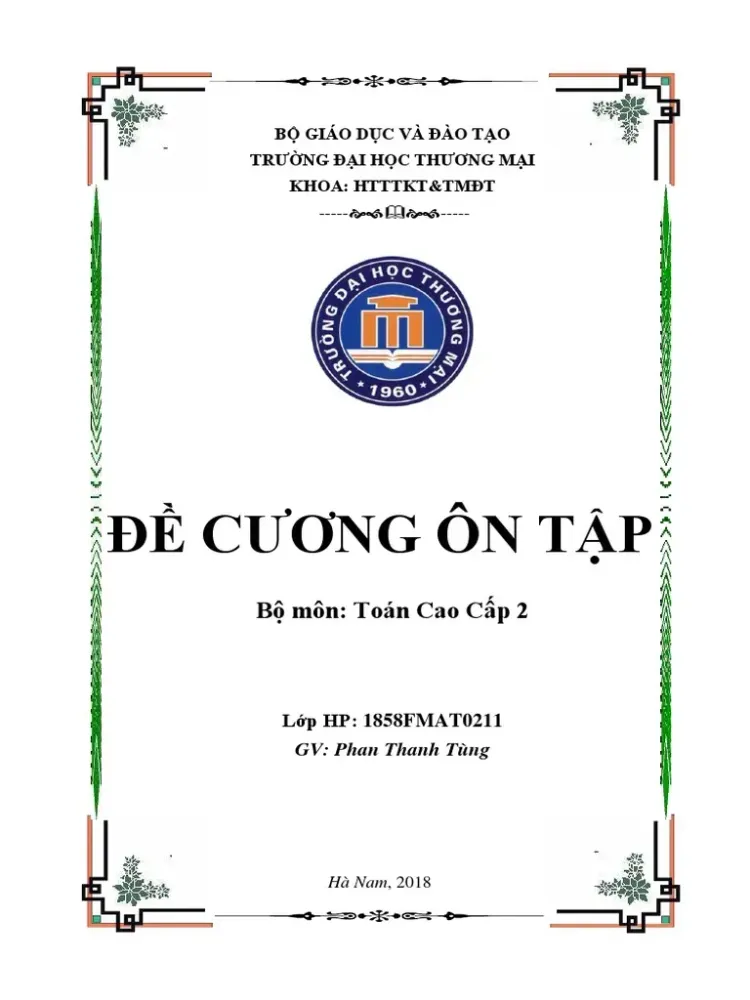 BỘ GIÁO DỤC VÀ ĐÀO TẠO
TRƯỜNG ĐẠI HỌC THƯƠNG MẠI
KHOA: HTTTKT&TMĐT
TRƯỜNG ĐẠI HỌC THƯƠNG MẠI
1960
ĐỀ CƯƠNG ÔN TẬP
Bộ môn: Toán Cao Cấp 2
Lớp HP: 1858FMAT0211
GV: Phan Thanh Tùng
Hà Nam, 2018